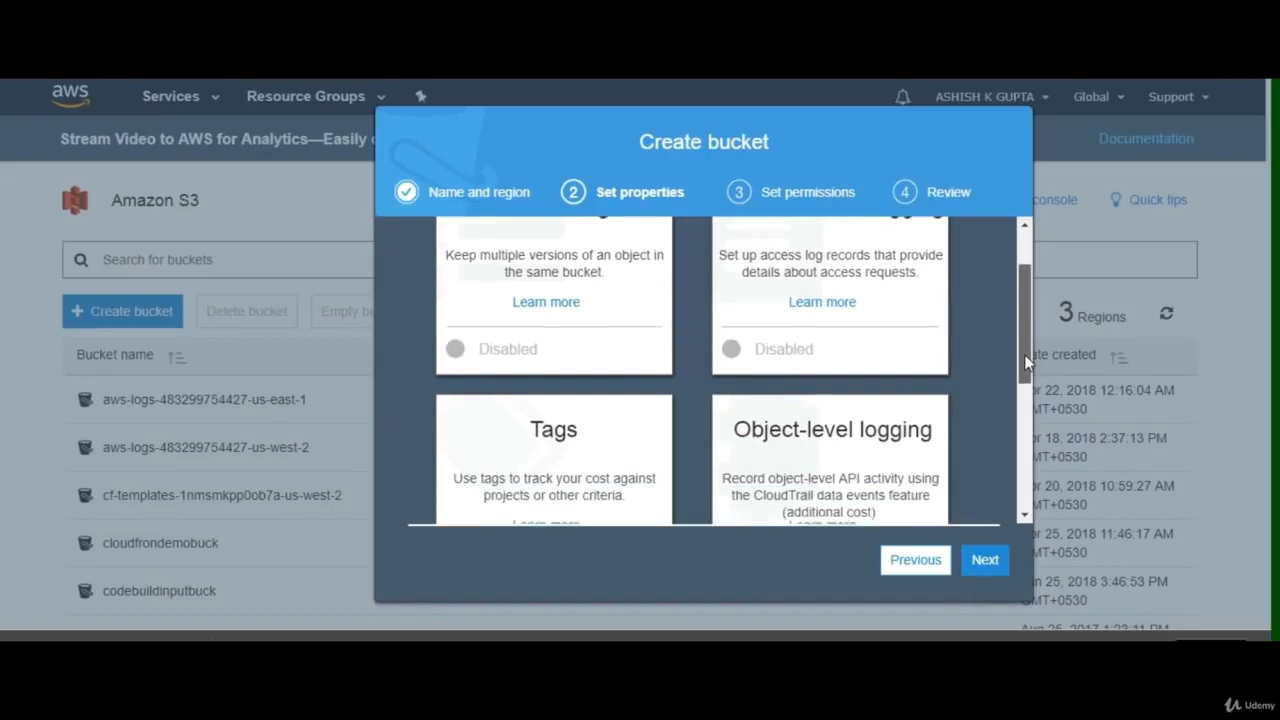 aws
Services
Resource Groups
ASHISH K GUPTA
Global
Support
Stream Video to AWS for Analytics—Easily
Documentation
Create bucket
Name and region
2 Set properties
3 Set permissions
4 Review
Amazon S3
console
Quick tips
Search for buckets
Keep multiple versions of an object in
the same bucket.
Learn more
Disabled
Set up access log records that provide
details about access requests.
Learn more
Disabled
+ Create bucket
Delete bucket
Empty b
3 Regions
Bucket name
te created
aws-logs-483299754427-us-east-1
r 22, 2018 12:16:04 AM
MT+0530
aws-logs-483299754427-us-west-2
r 18, 2018 2:37:13 PM
MT+0530
Tags
Use tags to track your cost against
projects or other criteria.
Learn more
Object-level logging
Record object-level API activity using
the CloudTrail data events feature
(additional cost)
Learn more
cf-templates-1nmsmkpp0ob7a-us-west-2
r 20, 2018 10:59:27 AM
MT+0530
cloudfrondemobuck
r 25, 2018 11:46:17 AM
MT+0530
codebuildinputbuck
n 25, 2018 3:46:53 PM
GMT+0530
Previous
Next
Udemy